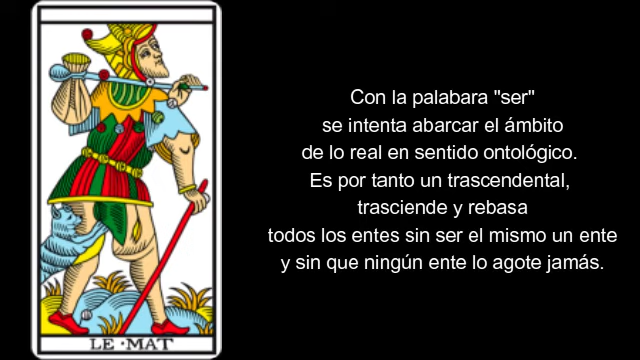 Con la palabara "ser"
se intenta abarcar el ámbito
de lo real en sentido ontológico.
Es por tanto un trascendental,
trasciende y rebasa
todos los entes sin ser el mismo un ente
y sin que ningún ente lo agote jamás.
LE·MAT